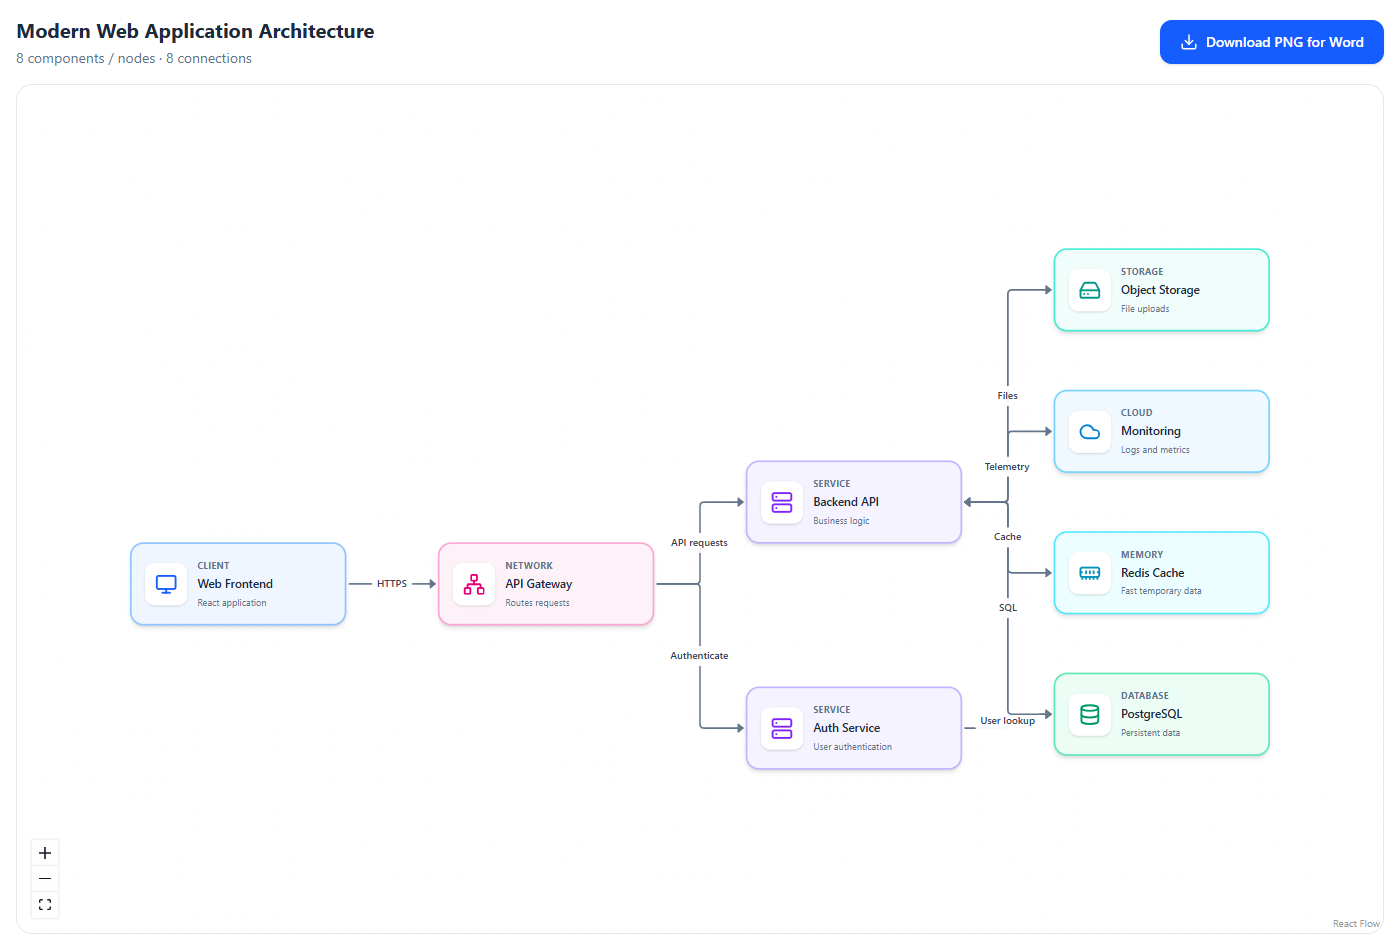 Modern Web Application Architecture
8 components / nodes · 8 connections
Download PNG for Word
STORAGE
Object Storage
File uploads
Files
CLOUD
Monitoring
Logs and metrics
Telemetry
SERVICE
Backend API
Business logic
Cache
API requests
MEMORY
Redis Cache
Fast temporary data
CLIENT
Web Frontend
React application
HTTPS
NETWORK
API Gateway
Routes requests
SQL
Authenticate
SERVICE
Auth Service
User authentication
User lookup
DATABASE
PostgreSQL
Persistent data
React Flow